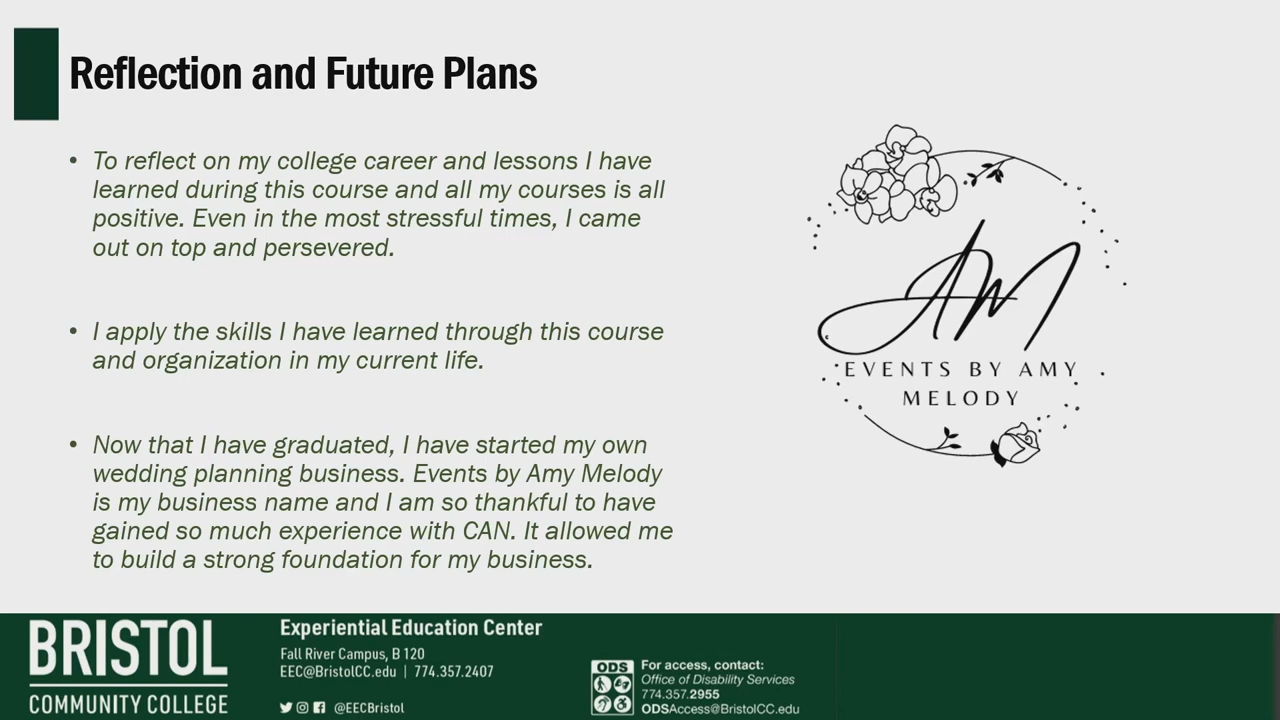 Reflection and Future Plans
• To reflect on my college career and lessons I have
learned during this course and all my courses is all
positive. Even in the most stressful times, I came
out on top and persevered.
• I apply the skills I have learned through this course
and organization in my current life.
• Now that I have graduated, I have started my own
wedding planning business. Events by Amy Melody
is my business name and I am so thankful to have
gained so much experience with CAN. It allowed me
to build a strong foundation for my business.
AM
EVENTS BY AMY
MELODY
BRISTOL
COMMUNITY COLLEGE
Experiential Education Center
Fall River Campus, B 120
EEC@BristolCC.edu | 774.357.2407
@EECBristol
ODS
For access, contact:
Office of Disability Services
774.357.2955
ODSAccess@BristolCC.edu